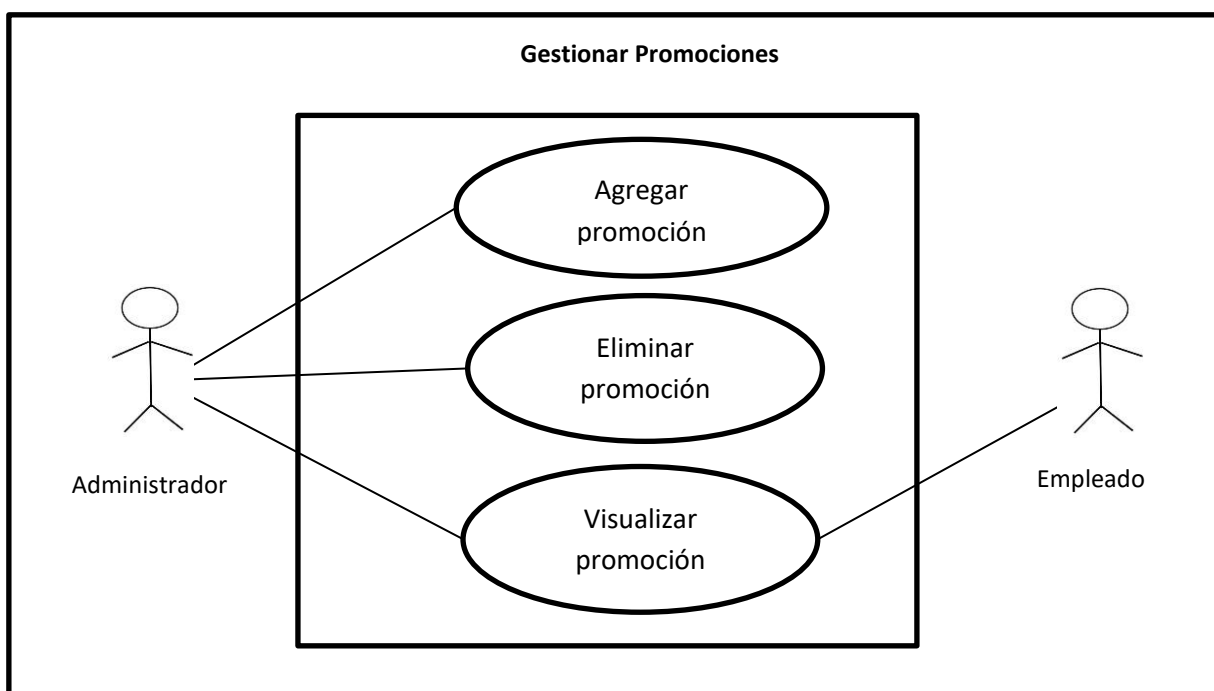 Gestionar Promociones
Agregar
promoción
Eliminar
promoción
Administrador
Empleado
Visualizar
promoción